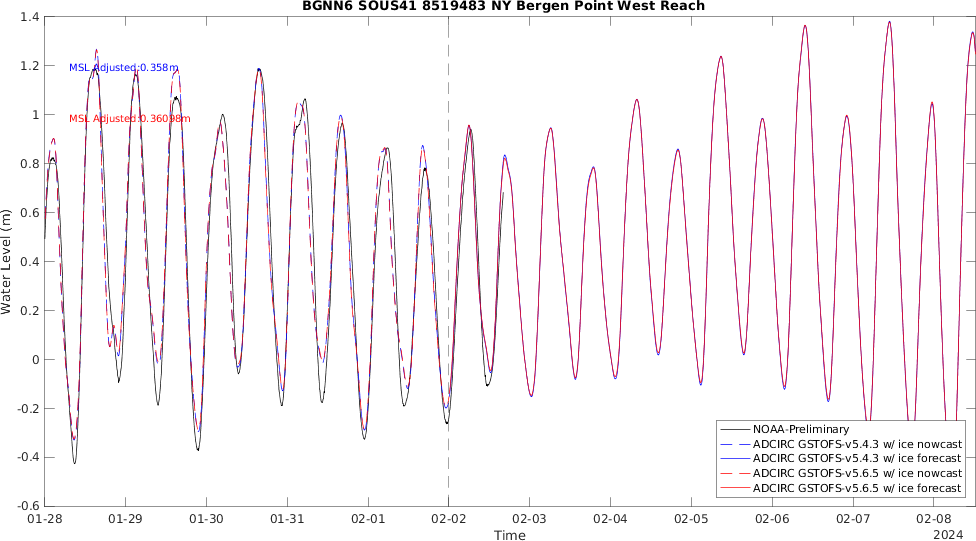 BGNN6 SOUS41 8519483 NY Bergen Point West Reach
1.4
1.2
1
0.8
0.6
0.4
0.2
0
-0.2
-0.4
-0.6
Water Level (m)
MSL Adjusted:0.358m
MSL Adjusted:0.36098m
NOAA-Preliminary
ADCIRC GSTOFS-v5.4.3 w/ ice nowcast
ADCIRC GSTOFS-v5.4.3 w/ ice forecast
ADCIRC GSTOFS-v5.6.5 w/ ice nowcast
ADCIRC GSTOFS-v5.6.5 w/ ice forecast
01-28 01-29 01-30 01-31 02-01 02-02 02-03 02-04 02-05 02-06 02-07 02-08
Time
2024